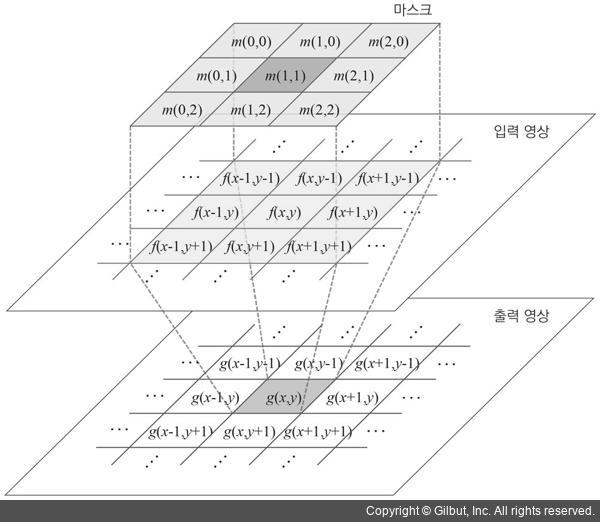 마스크
m(0,0) m(1,0) m(2,0)
m(0,1) m(1,1) m(2,1)
m(0,2) m(1,2) m(2,2)
입력 영상
f(x-1,y-1) f(x,y-1) f(x+1,y-1)
f(x-1,y) f(x,y) f(x+1,y)
f(x-1,y+1) f(x,y+1) f(x+1,y+1)
출력 영상
g(x-1,y-1) g(x,y-1) g(x+1,y-1)
g(x-1,y) g(x,y) g(x+1,y)
g(x-1,y+1) g(x,y+1) g(x+1,y+1)
Copyright © Gilbut, Inc. All rights reserved.